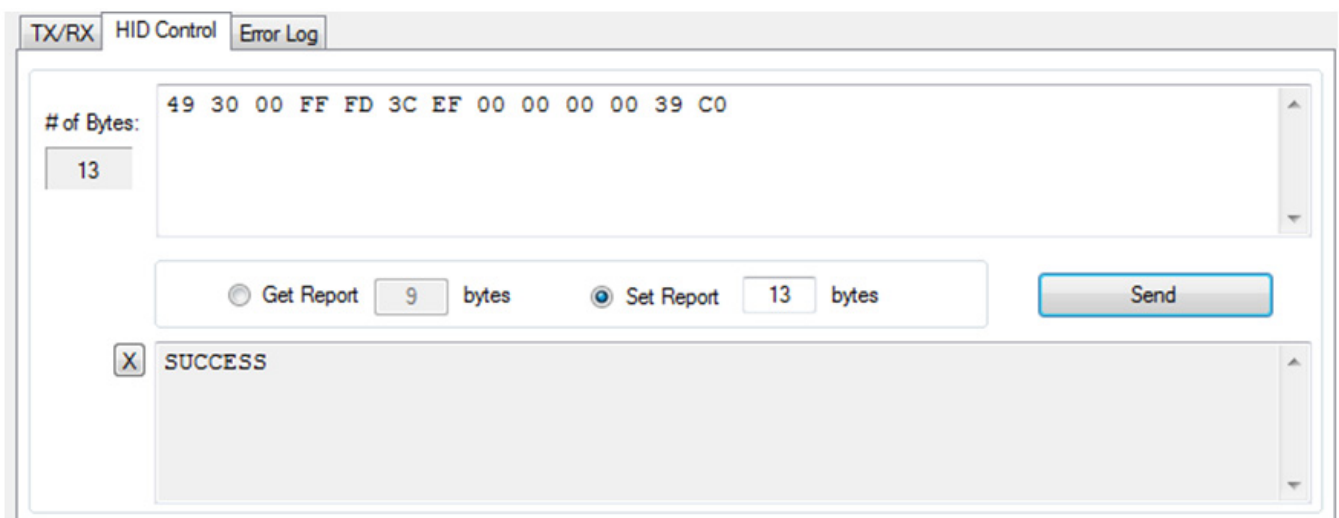 TX/RX HID Control Error Log
# of Bytes:
13
49 30 00 FF FD 3C EF 00 00 00 00 39 C0
Get Report 9 bytes Set Report 13 bytes Send
X
SUCCESS